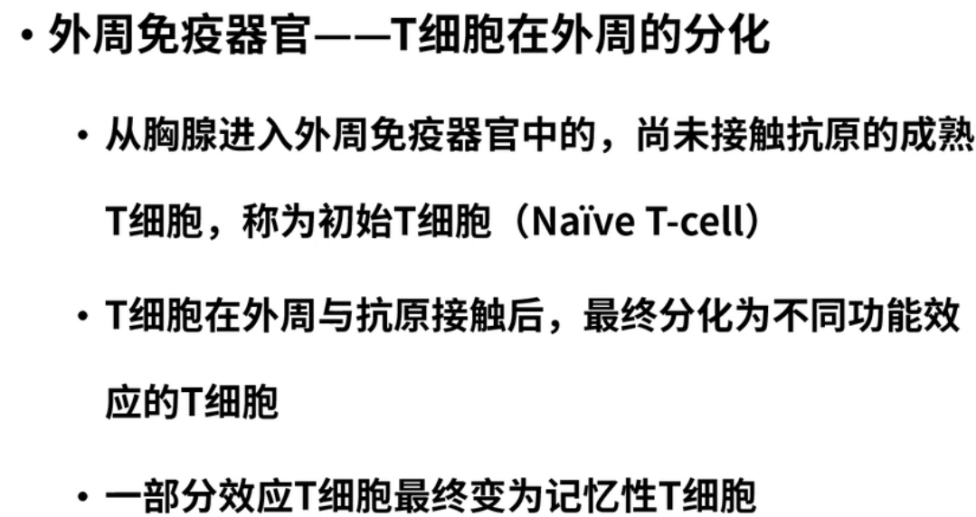 • 外周免疫器官——T细胞在外周的分化
• 从胸腺进入外周免疫器官中的，尚未接触抗原的成熟
T细胞，称为初始T细胞（Naïve T-cell）
• T细胞在外周与抗原接触后，最终分化为不同功能效
应的T细胞
• 一部分效应T细胞最终变为记忆性T细胞